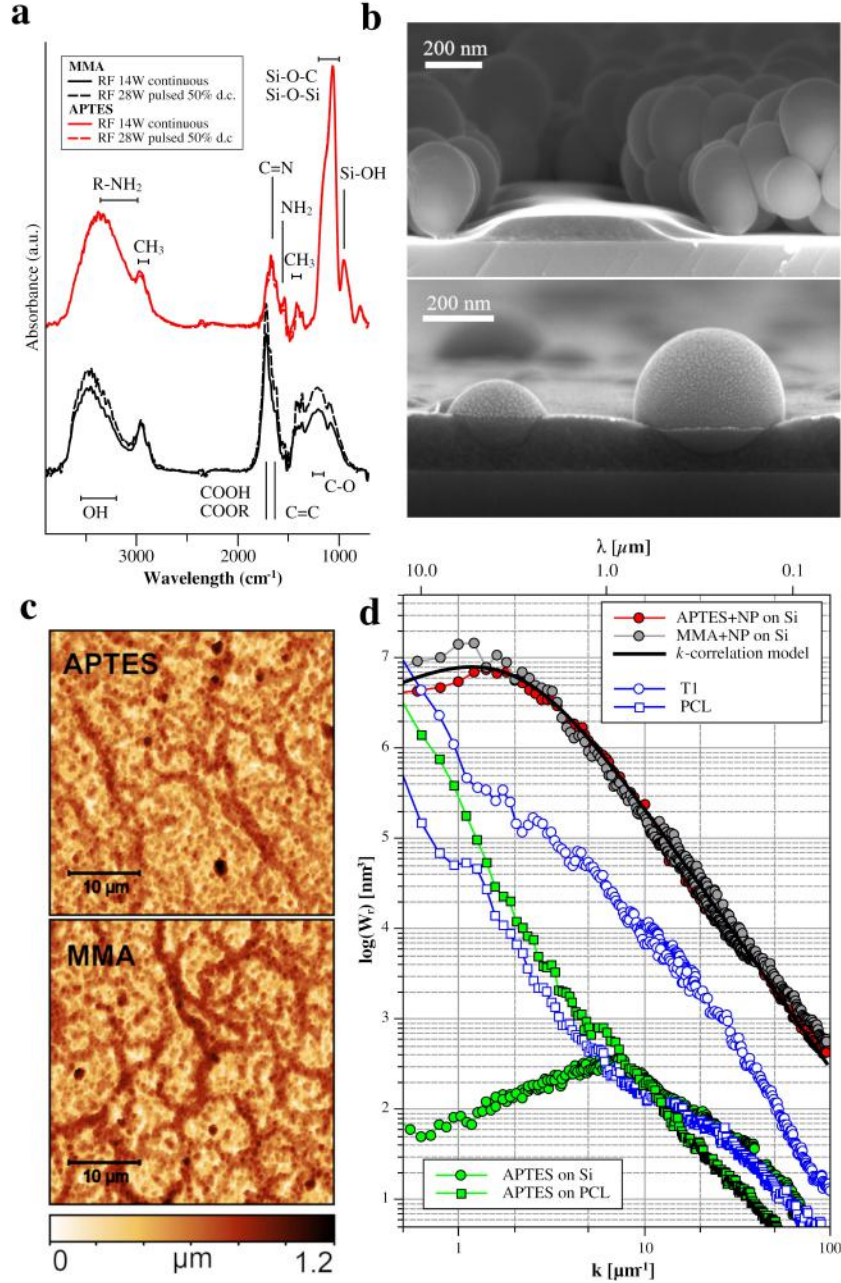 a
MMA
RF 14W continuous
RF 28W pulsed 50% d.c.
APTES
RF 14W continuous
RF 28W pulsed 50% d.c
Si-O-C
Si-O-Si
C=N
Si-OH
R-NH2
NH2
CH3
CH3
Absorbance (a.u.)
COOH
COOR
C=C
C-O
OH
3000
2000
1000
Wavelength (cm-1)
b
200 nm
200 nm
c
APTES
10 µm
MMA
10 µm
0
µm
1.2
d
λ [µm]
10.0
1.0
0.1
APTES+NP on Si
MMA+NP on Si
k-correlation model
T1
PCL
log(Wr) [nm3]
7
6
5
4
3
2
1
APTES on Si
APTES on PCL
1
10
100
k [µm-1]